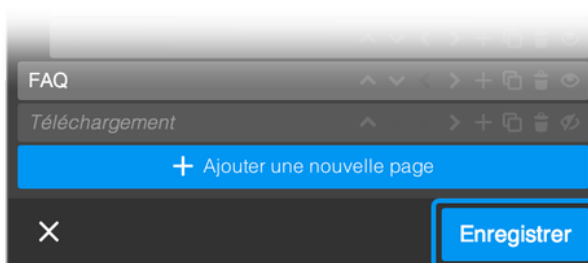 FAQ
Téléchargement
Ajouter une nouvelle page
Enregistrer